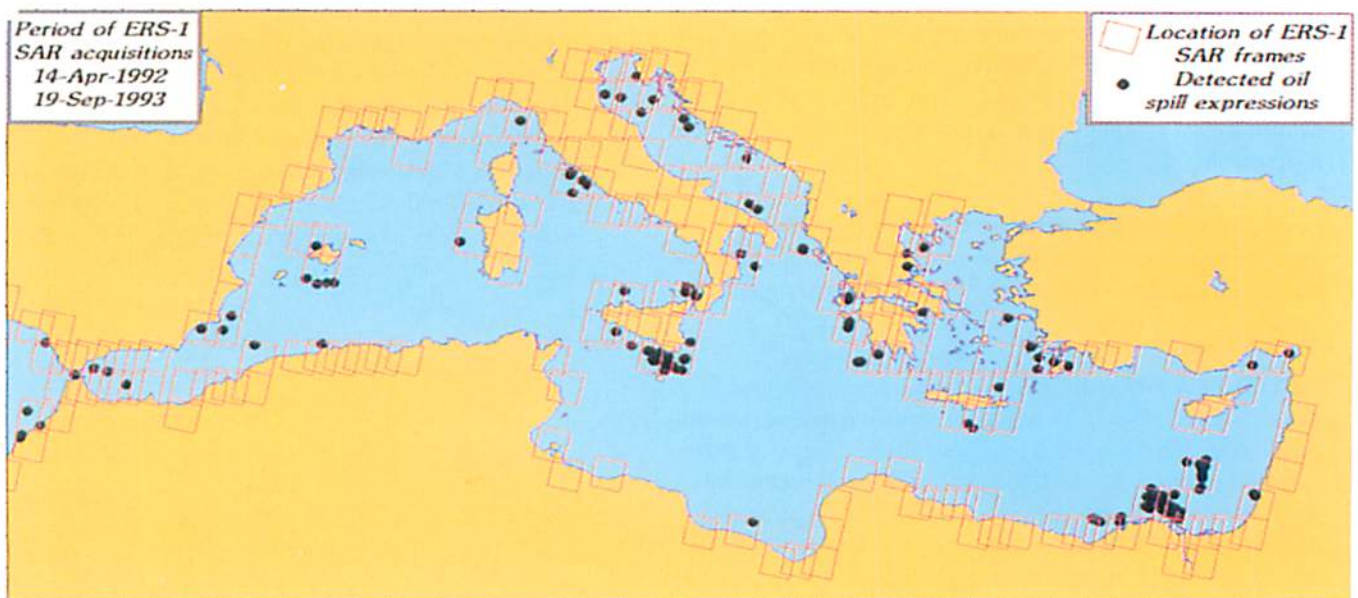 Period of ERS-1
SAR acquisitions
14-Apr-1992
19-Sep-1993
Location of ERS-1
SAR frames
Detected oil
spill expressions